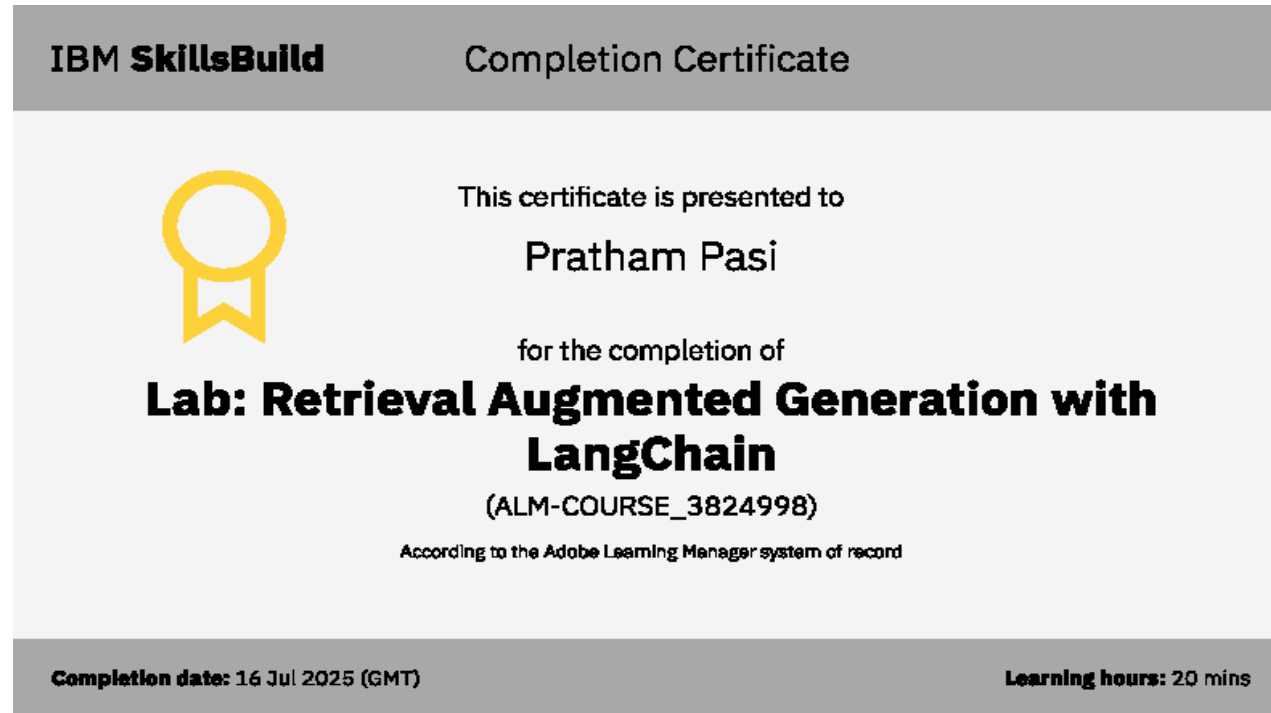 IBM SkillsBuild
Completion Certificate
This certificate is presented to
Pratham Pasi
for the completion of
Lab: Retrieval Augmented Generation with
LangChain
(ALM-COURSE_3824998)
According to the Adobe Learning Manager system of record
Completion date: 16 Jul 2025 (GMT)
Learning hours: 20 mins